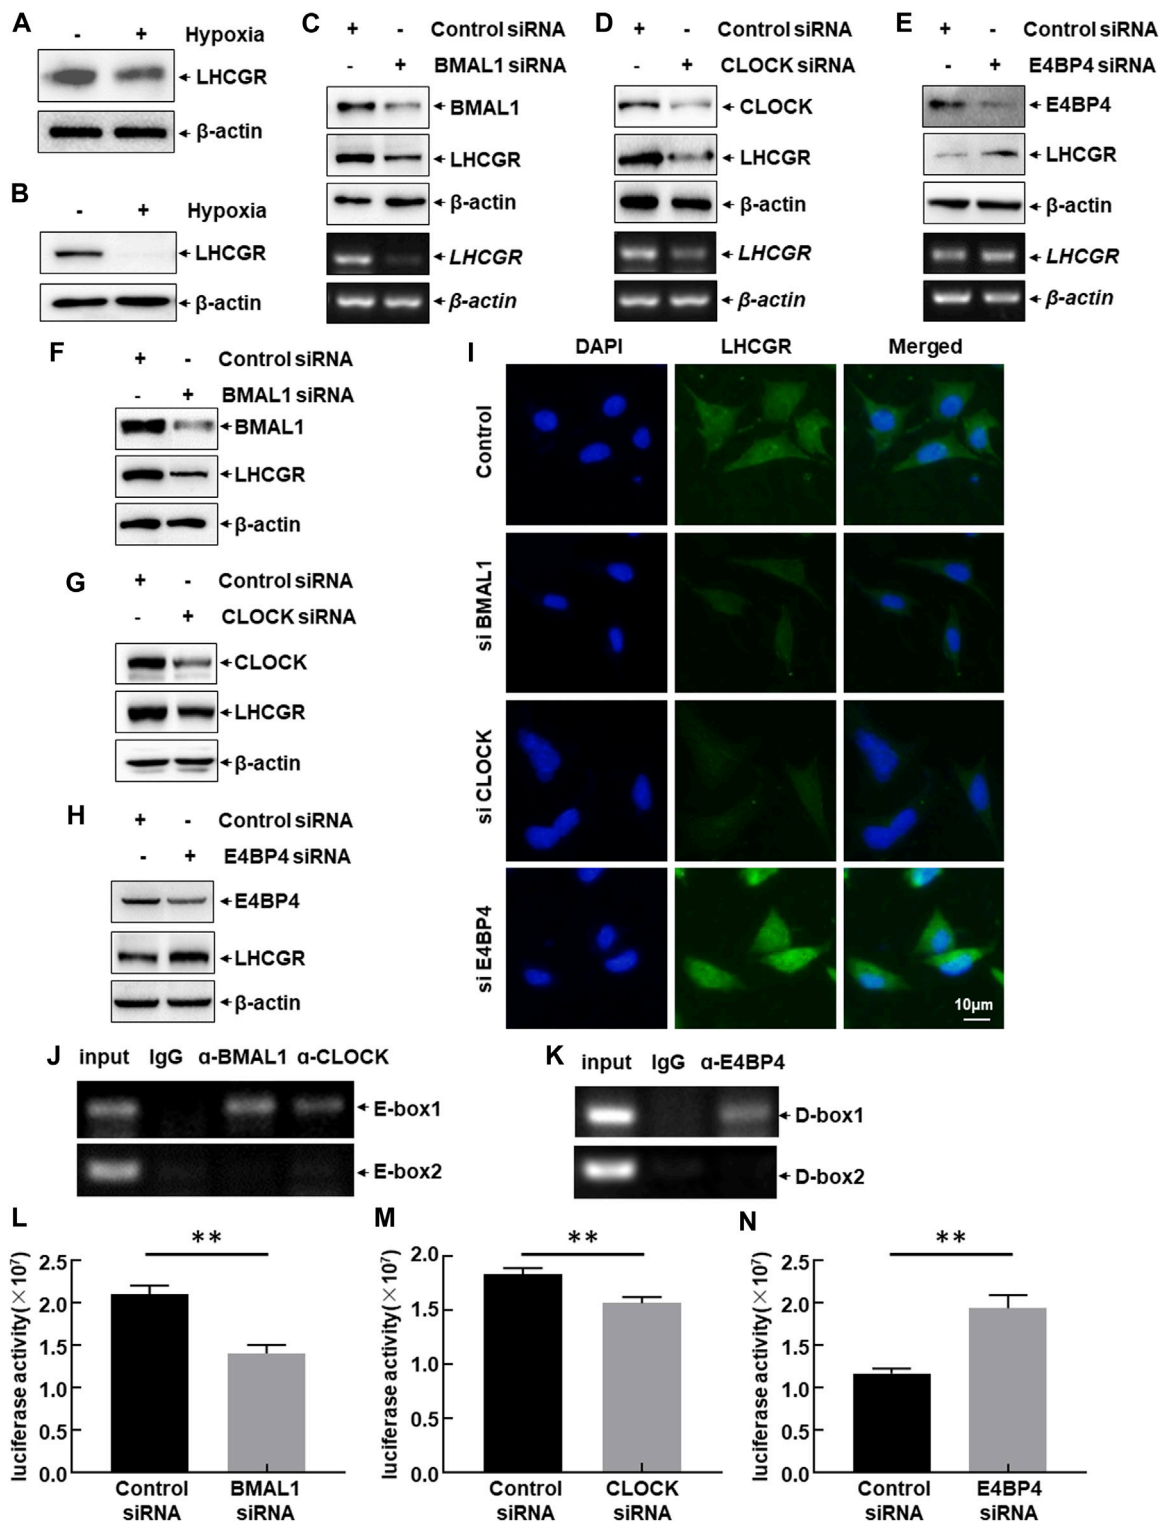 A
- + Hypoxia
LHCGR
β-actin
B
- + Hypoxia
LHCGR
β-actin
C
+ - Control siRNA
- + BMAL1 siRNA
BMAL1
LHCGR
β-actin
LHCGR
β-actin
D
+ - Control siRNA
- + CLOCK siRNA
CLOCK
LHCGR
β-actin
LHCGR
β-actin
E
+ - Control siRNA
- + E4BP4 siRNA
E4BP4
LHCGR
β-actin
LHCGR
β-actin
F
+ - Control siRNA
- + BMAL1 siRNA
BMAL1
LHCGR
β-actin
G
+ - Control siRNA
- + CLOCK siRNA
CLOCK
LHCGR
β-actin
H
+ - Control siRNA
- + E4BP4 siRNA
E4BP4
LHCGR
β-actin
I
DAPI LHCGR Merged
Control
si BMAL1
si CLOCK
si E4BP4
10μm
J
input IgG α-BMAL1 α-CLOCK
E-box1
E-box2
K
input IgG α-E4BP4
D-box1
D-box2
L
luciferase activity(×10⁷)
**
2.5
2.0
1.5
1.0
0.5
0.0
Control siRNA
BMAL1 siRNA
M
luciferase activity(×10⁷)
**
2.0
1.5
1.0
0.5
0.0
Control siRNA
CLOCK siRNA
N
luciferase activity(×10⁷)
**
2.5
2.0
1.5
1.0
0.5
0.0
Control siRNA
E4BP4 siRNA